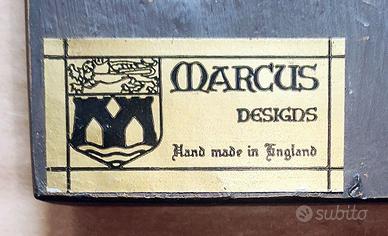 MARCUS
DESIGNS
Hand made in England
subito